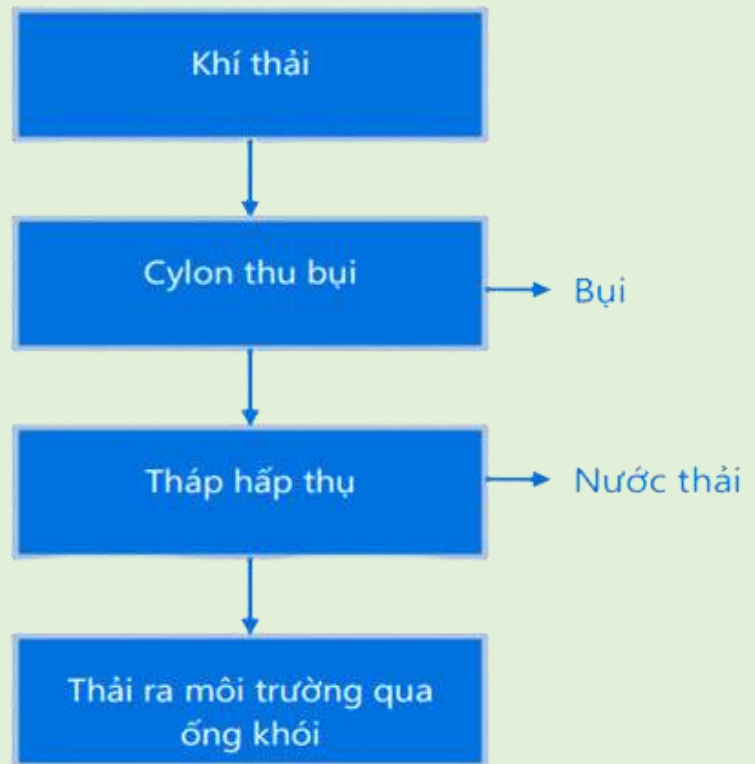 Khí thải
Cylon thu bụi
Bụi
Tháp hấp thụ
Nước thải
Thải ra môi trường qua
ống khói